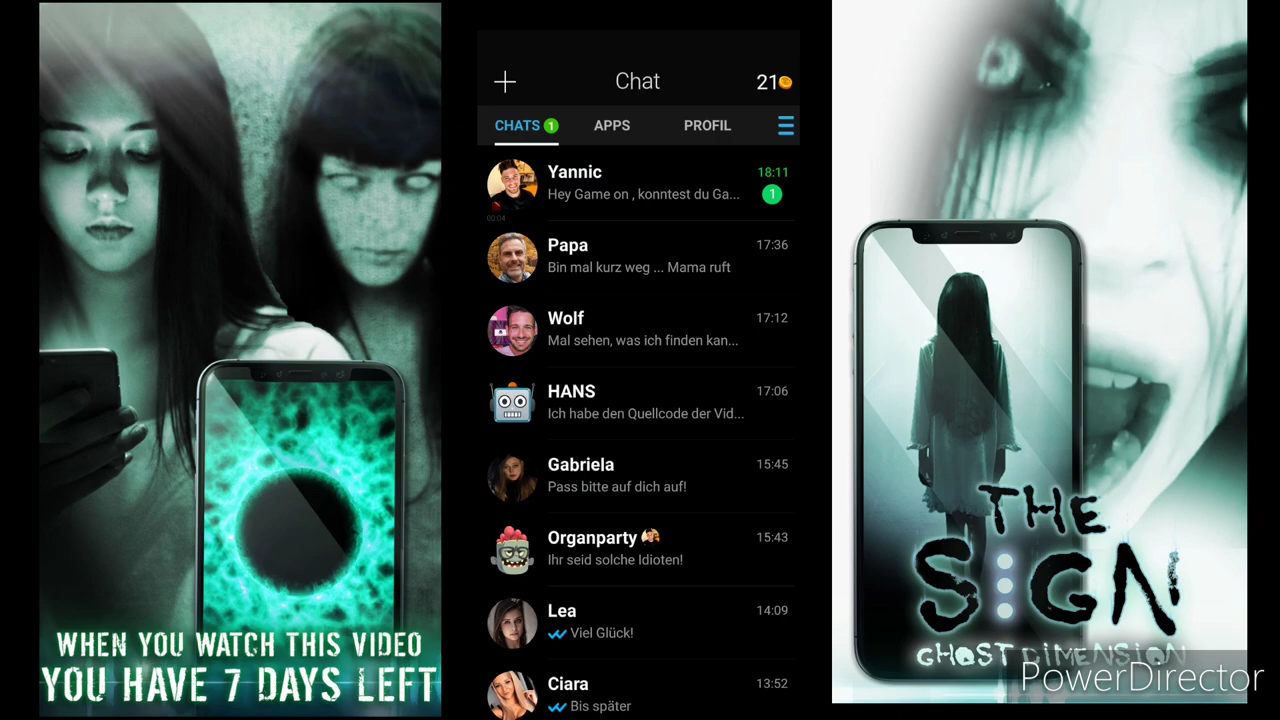 WHEN YOU WATCH THIS VIDEO
YOU HAVE 7 DAYS LEFT
Chat
21
CHATS 1
APPS
PROFIL
Yannic
18:11
Hey Game on , konntest du Ga...
1
00:04
Papa
17:36
Bin mal kurz weg ... Mama ruft
Wolf
17:12
Mal sehen, was ich finden kan...
HANS
17:06
Ich habe den Quellcode der Vid...
Gabriela
15:45
Pass bitte auf dich auf!
Organparty
15:43
Ihr seid solche Idioten!
Lea
14:09
Viel Glück!
Ciara
13:52
Bis später
THE
SIGN
GHOST DIMENSION
PowerDirector